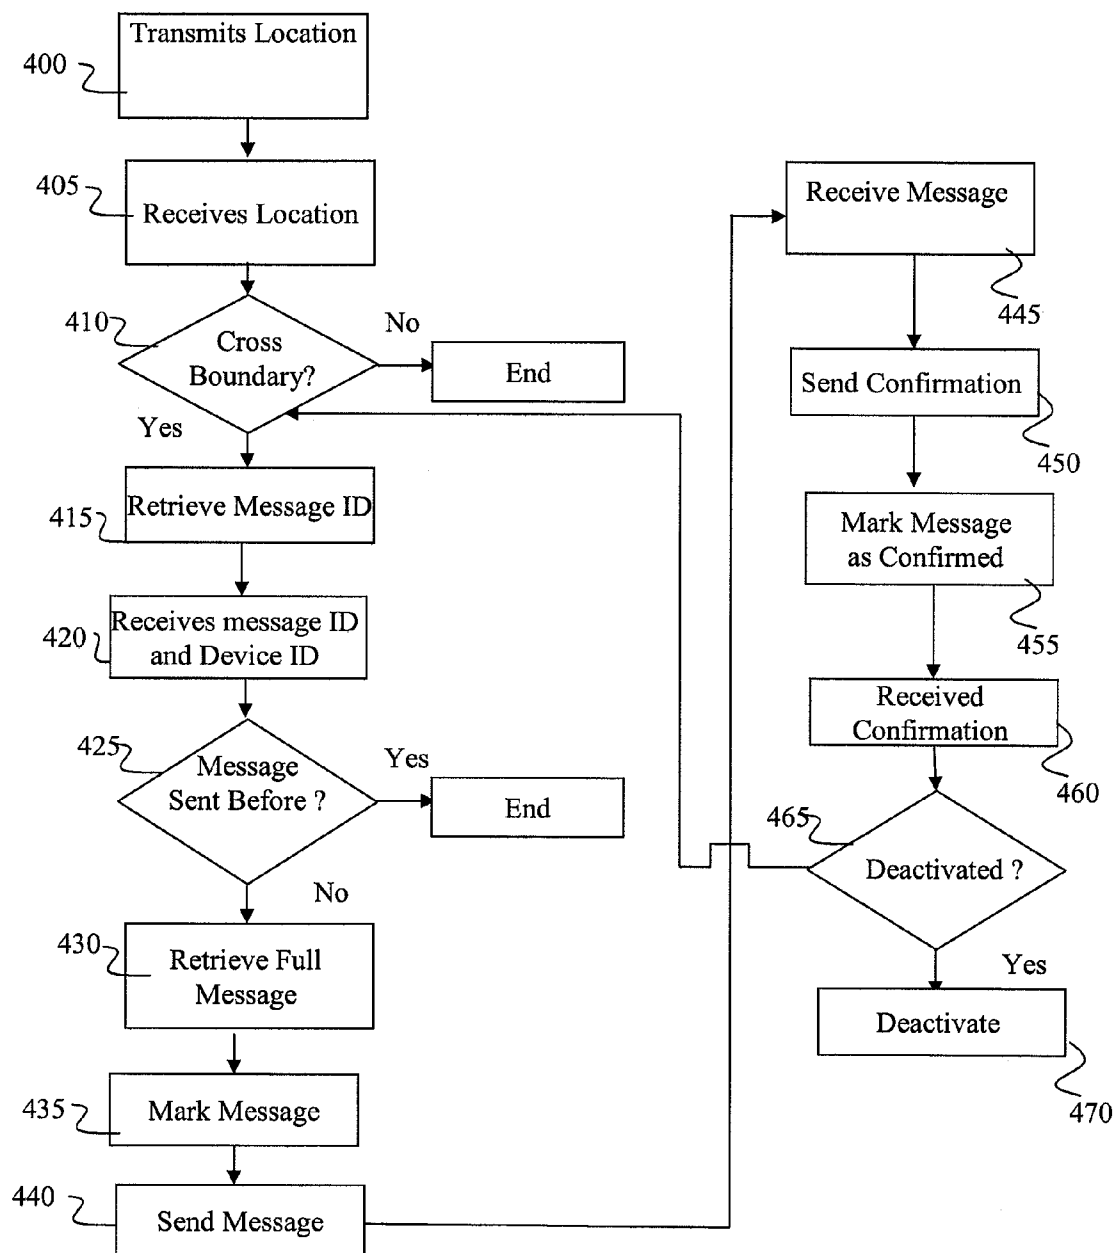 Transmits Location
400
405
Receives Location
410
Cross
Boundary?
No
End
Yes
Retrieve Message ID
415
Receives message ID
and Device ID
420
425
Message
Sent Before ?
Yes
End
No
430
Retrieve Full
Message
435
Mark Message
440
Send Message
Receive Message
445
Send Confirmation
450
Mark Message
as Confirmed
455
Received
Confirmation
460
465
Deactivated ?
Yes
Deactivate
470